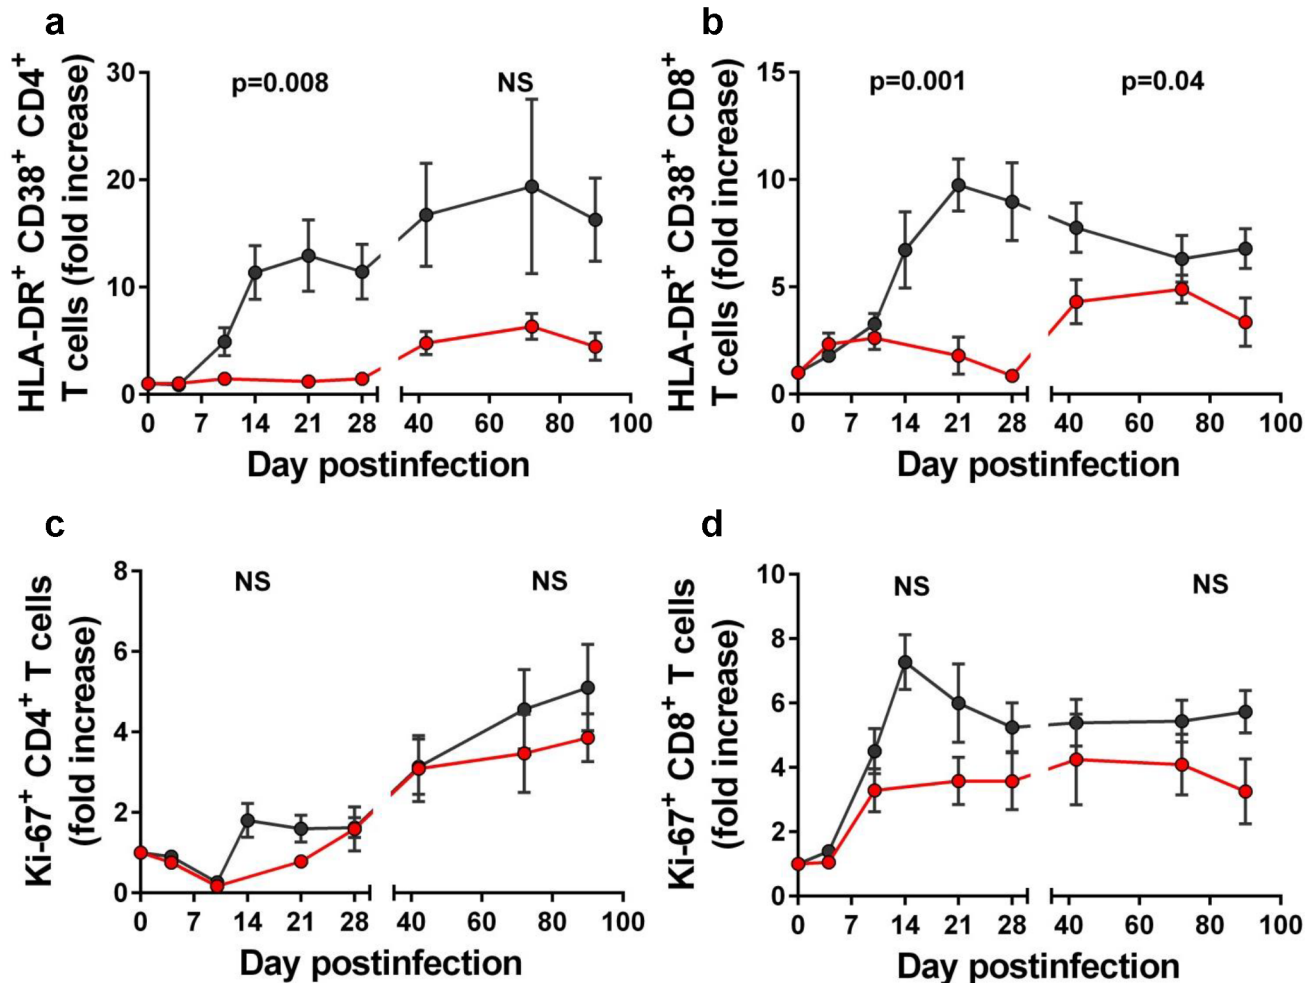 a
HLA-DR⁺ CD38⁺ CD4⁺
T cells (fold increase)
30
20
10
0
p=0.008
NS
0 7 14 21 28 40 60 80 100
Day postinfection
b
HLA-DR⁺ CD38⁺ CD8⁺
T cells (fold increase)
15
10
5
0
p=0.001
p=0.04
0 7 14 21 28 40 60 80 100
Day postinfection
c
Ki-67⁺ CD4⁺ T cells
(fold increase)
8
6
4
2
0
NS
NS
0 7 14 21 28 40 60 80 100
Day postinfection
d
Ki-67⁺ CD8⁺ T cells
(fold increase)
10
8
6
4
2
0
NS
NS
0 7 14 21 28 40 60 80 100
Day postinfection